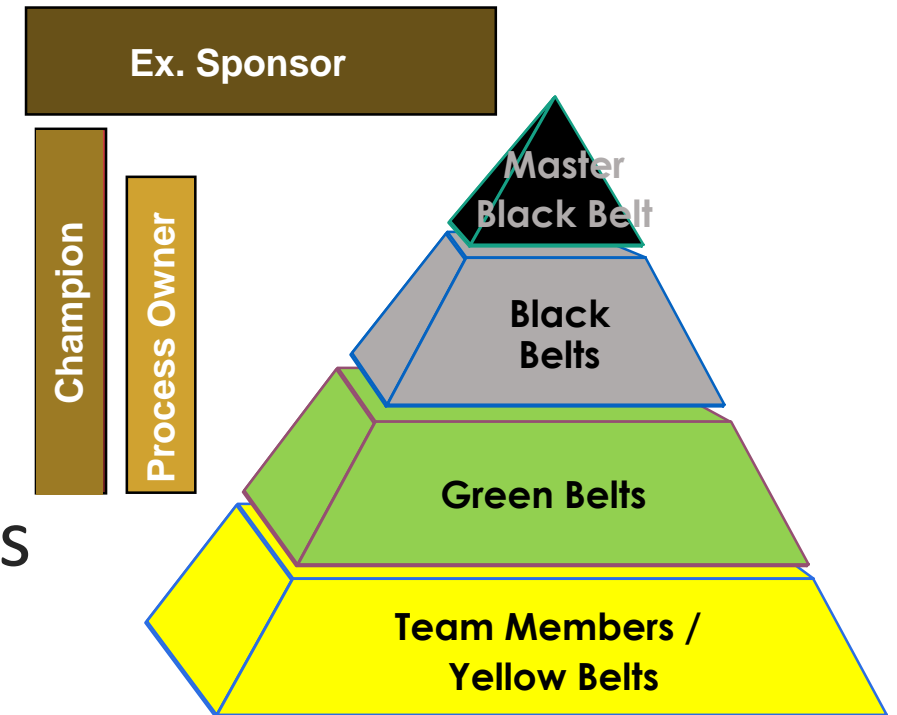 Ex. Sponsor
Master
Black Belt
Champion
Process Owner
Black
Belts
Green Belts
s
Team Members /
Yellow Belts